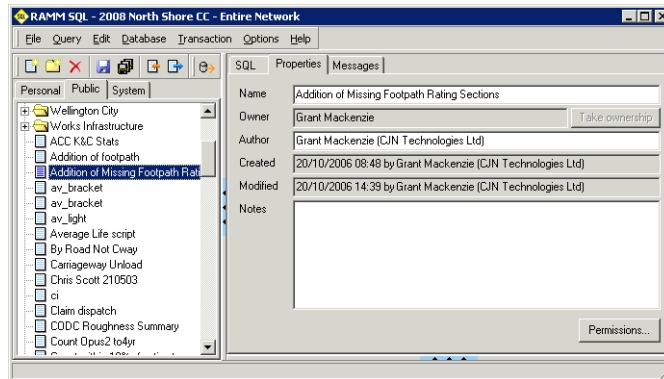 RAMM SQL - 2008 North Shore CC - Entire Network
File Query Edit Database Transaction Options Help
Personal Public System
Wellington City
Works Infrastructure
ACC K&C Stats
Addition of footpath
Addition of Missing Footpath Rati
av_bracket
av_bracket
av_light
Average Life script
By Road Not Cway
Carriageway Unload
Chris Scott 210503
ci
Claim dispatch
CODC Roughness Summary
Count Opus2 to4yr
SQL Properties Messages
Name Addition of Missing Footpath Rating Sections
Owner Grant Mackenzie Take ownership
Author Grant Mackenzie (CJN Technologies Ltd)
Created 20/10/2006 08:48 by Grant Mackenzie (CJN Technologies Ltd)
Modified 20/10/2006 14:39 by Grant Mackenzie (CJN Technologies Ltd)
Notes
Permissions...